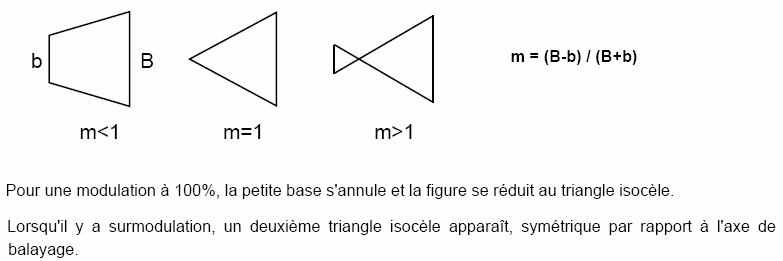 b
B
m = (B-b) / (B+b)
m<1
m=1
m>1
Pour une modulation à 100%, la petite base s'annule et la figure se réduit au triangle isocèle.
Lorsqu'il y a surmodulation, un deuxième triangle isocèle apparaît, symétrique par rapport à l'axe de
balayage.